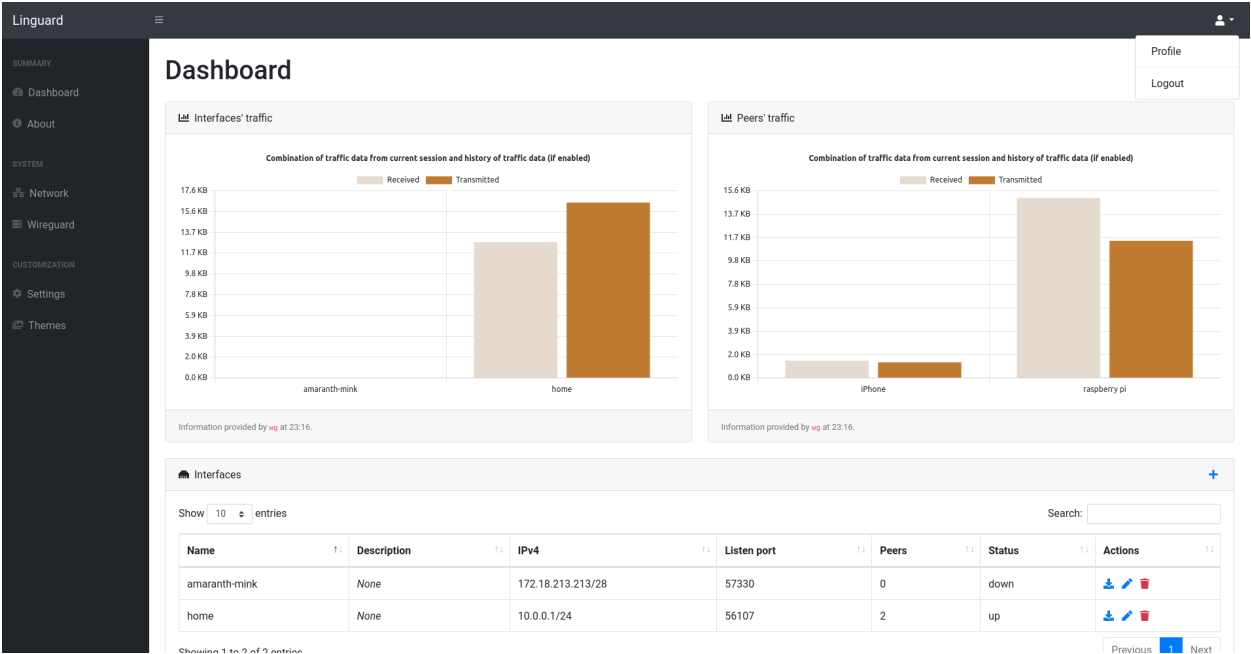 Linguard
Profile
Logout
SUMMARY
Dashboard
About
SYSTEM
Network
Wireguard
CUSTOMIZATION
Settings
Themes
Dashboard
Interfaces' traffic
Combination of traffic data from current session and history of traffic data (if enabled)
Received Transmitted
17.6 KB
15.6 KB
13.7 KB
11.7 KB
9.8 KB
7.8 KB
5.9 KB
3.9 KB
2.0 KB
0.0 KB
amaranth-mink home
Information provided by wg at 23:16.
Peers' traffic
Combination of traffic data from current session and history of traffic data (if enabled)
Received Transmitted
15.6 KB
13.7 KB
11.7 KB
9.8 KB
7.8 KB
5.9 KB
3.9 KB
2.0 KB
0.0 KB
iPhone raspberry pi
Information provided by wg at 23:16.
Interfaces
Show 10 entries Search:
Name Description IPv4 Listen port Peers Status Actions
amaranth-mink None 172.18.213.213/28 57330 0 down
home None 10.0.0.1/24 56107 2 up
Showing 1 to 2 of 2 entries
Previous 1 Next